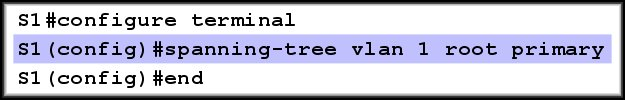 S1#configure terminal
S1(config)#spanning-tree vlan 1 root primary
S1(config)#end